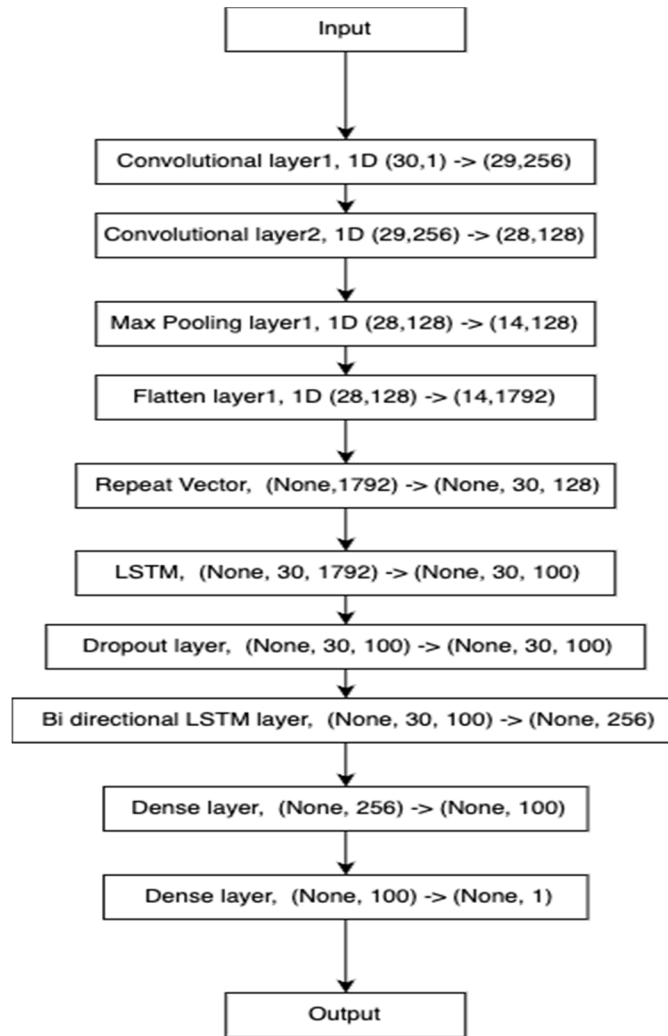 Input
Convolutional layer1, 1D (30,1) -> (29,256)
Convolutional layer2, 1D (29,256) -> (28,128)
Max Pooling layer1, 1D (28,128) -> (14,128)
Flatten layer1, 1D (28,128) -> (14,1792)
Repeat Vector, (None,1792) -> (None, 30, 128)
LSTM, (None, 30, 1792) -> (None, 30, 100)
Dropout layer, (None, 30, 100) -> (None, 30, 100)
Bi directional LSTM layer, (None, 30, 100) -> (None, 256)
Dense layer, (None, 256) -> (None, 100)
Dense layer, (None, 100) -> (None, 1)
Output